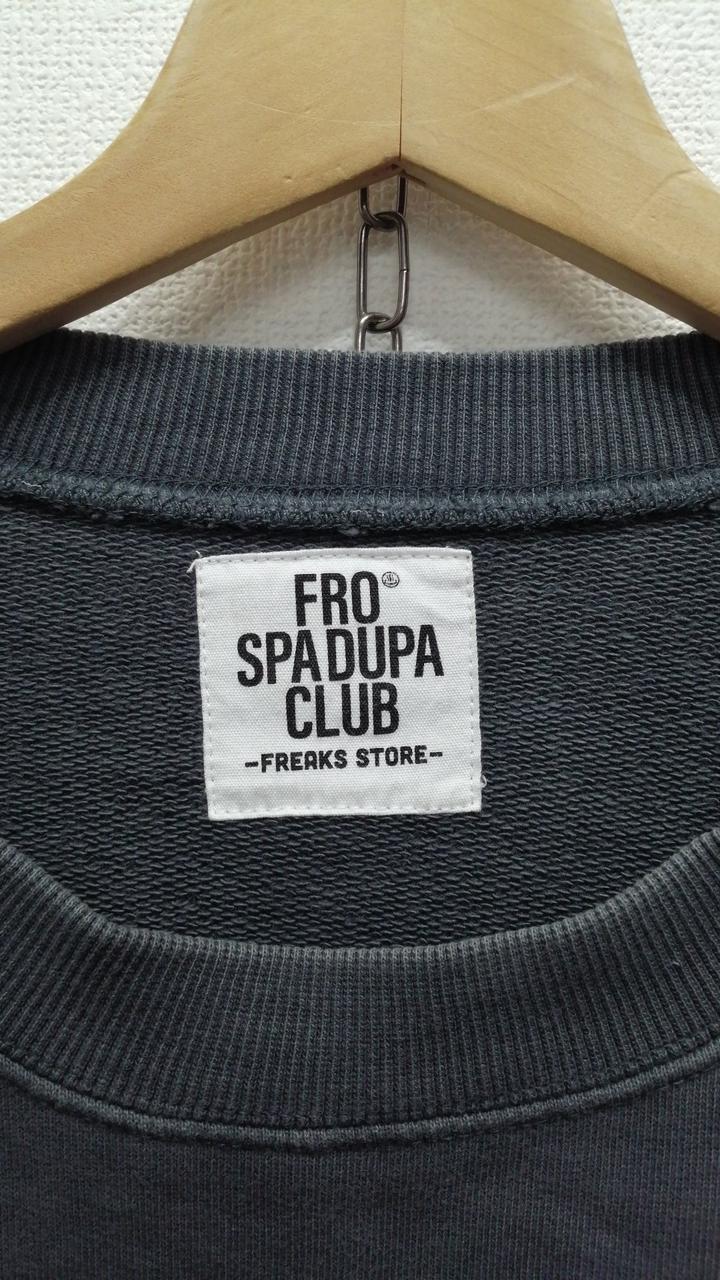 FRO
SPADUPA
CLUB
-FREAKS STORE-